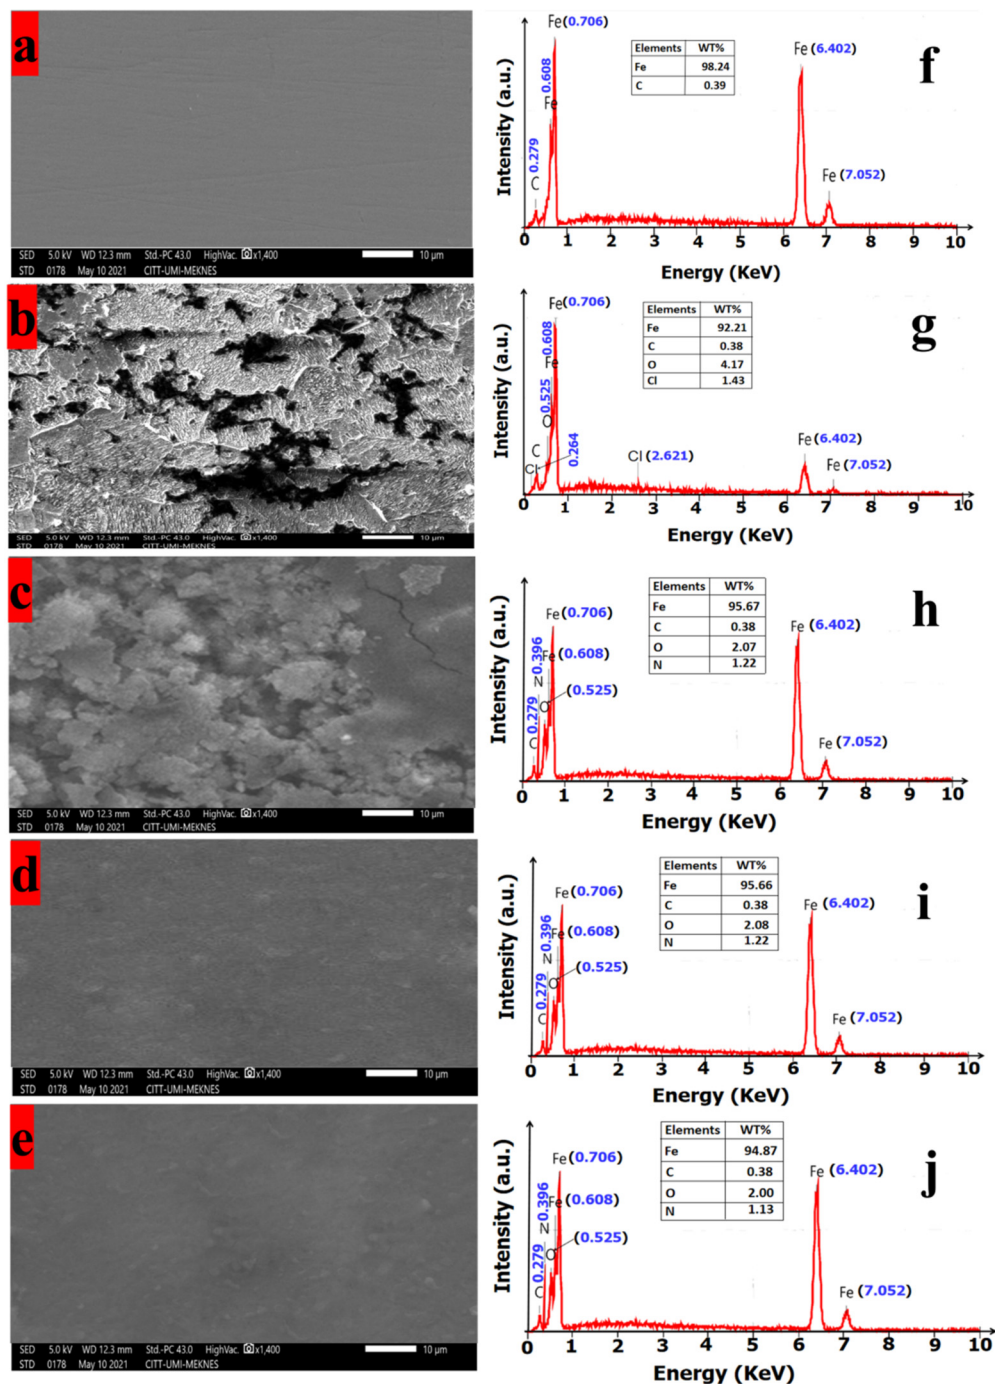 a
SED 5.0 kV WD 12.3 mm Std.-PC 43.0 HighVac. x1,400 10 µm
STD 0178 May 10 2021 CITT-UMI-MEKNES
f
Intensity (a.u.)
Fe(0.706)
0.608
Fe
0.279
C
Elements WT%
Fe 98.24
C 0.39
Fe (6.402)
Fe (7.052)
0 1 2 3 4 5 6 7 8 9 10
Energy (KeV)
b
SED 5.0 kV WD 12.3 mm Std.-PC 43.0 HighVac. x1,400 10 µm
STD 0178 May 10 2021 CITT-UMI-MEKNES
g
Intensity (a.u.)
Fe(0.706)
0.608
Fe
0.525
O
C
Cl
0.264
Cl (2.621)
Elements WT%
Fe 92.21
C 0.38
O 4.17
Cl 1.43
Fe
(6.402)
Fe
(7.052)
0 1 2 3 4 5 6 7 8 9 10
Energy (KeV)
c
SED 5.0 kV WD 12.3 mm Std.-PC 43.0 HighVac. x1,400 10 µm
STD 0178 May 10 2021 CITT-UMI-MEKNES
h
Intensity (a.u.)
Fe(0.706)
Fe(0.608)
0.396
N
O
(0.525)
0.279
C
Elements WT%
Fe 95.67
C 0.38
O 2.07
N 1.22
Fe (6.402)
Fe (7.052)
0 1 2 3 4 5 6 7 8 9 10
Energy (KeV)
d
SED 5.0 kV WD 12.3 mm Std.-PC 43.0 HighVac. x1,400 10 µm
STD 0178 May 10 2021 CITT-UMI-MEKNES
i
Intensity (a.u.)
Fe(0.706)
Fe(0.608)
0.396
N
O
(0.525)
0.279
C
Elements WT%
Fe 95.66
C 0.38
O 2.08
N 1.22
Fe (6.402)
Fe (7.052)
0 1 2 3 4 5 6 7 8 9 10
Energy (KeV)
e
SED 5.0 kV WD 12.3 mm Std.-PC 43.0 HighVac. x1,400 10 µm
STD 0178 May 10 2021 CITT-UMI-MEKNES
j
Intensity (a.u.)
Fe(0.706)
Fe(0.608)
0.396
N
O
(0.525)
0.279
C
Elements WT%
Fe 94.87
C 0.38
O 2.00
N 1.13
Fe (6.402)
Fe (7.052)
0 1 2 3 4 5 6 7 8 9 10
Energy (KeV)